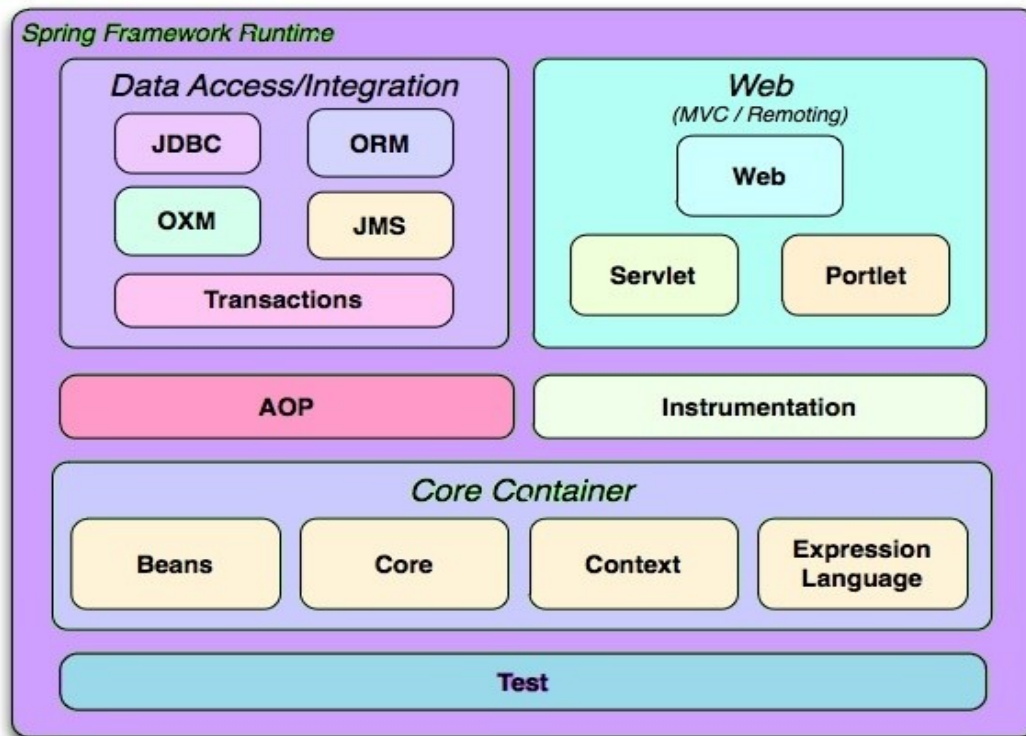 Spring Framework Runtime
Data Access/Integration
JDBC
ORM
OXM
JMS
Transactions
Web
(MVC / Remoting)
Web
Servlet
Portlet
AOP
Instrumentation
Core Container
Beans
Core
Context
Expression
Language
Test